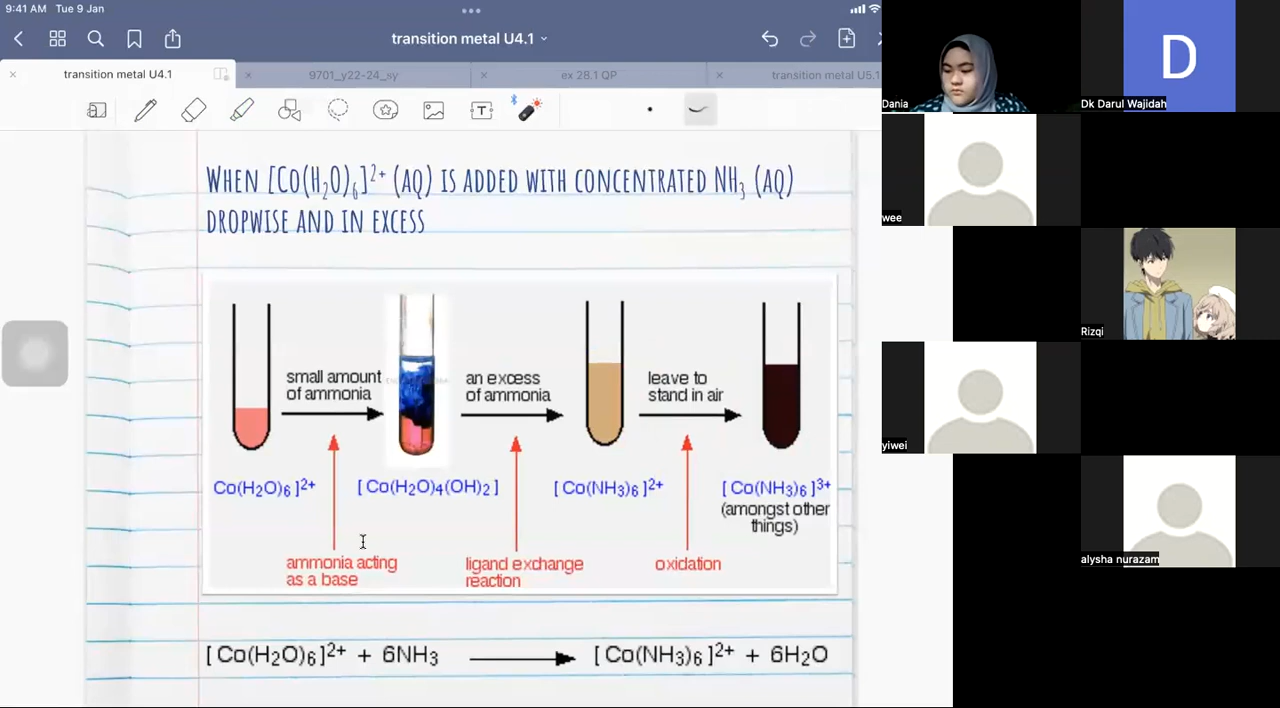 9:41 AM Tue 9 Jan
transition metal U4.1
transition metal U4.1
9701_y22-24_sy
ex 28.1 QP
transition metal U5.1
WHEN [CO(H₂O)₆]²⁺ (AQ) IS ADDED WITH CONCENTRATED NH₃ (AQ)
DROPWISE AND IN EXCESS
small amount
of ammonia
an excess
of ammonia
leave to
stand in air
Co(H₂O)₆]²⁺
[Co(H₂O)₄(OH)₂]
[Co(NH₃)₆]²⁺
[Co(NH₃)₆]³⁺
(amongst other
things)
ammonia acting
as a base
ligand exchange
reaction
oxidation
[Co(H₂O)₆]²⁺ + 6NH₃ → [Co(NH₃)₆]²⁺ + 6H₂O
Dania
D
Dk Darul Wajidah
wee
Rizqi
yiwei
alysha nurazam